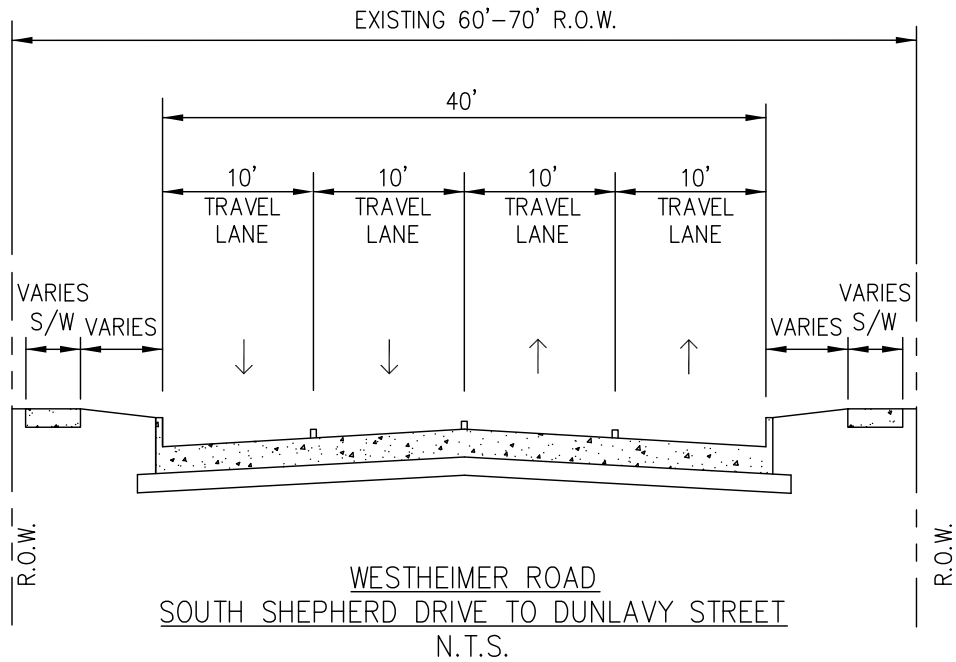 EXISTING 60'-70' R.O.W.
40'
10'
TRAVEL
LANE
10'
TRAVEL
LANE
10'
TRAVEL
LANE
10'
TRAVEL
LANE
VARIES
S/W
VARIES
VARIES
VARIES
S/W
R.O.W.
R.O.W.
WESTHEIMER ROAD
SOUTH SHEPHERD DRIVE TO DUNLAVY STREET
N.T.S.